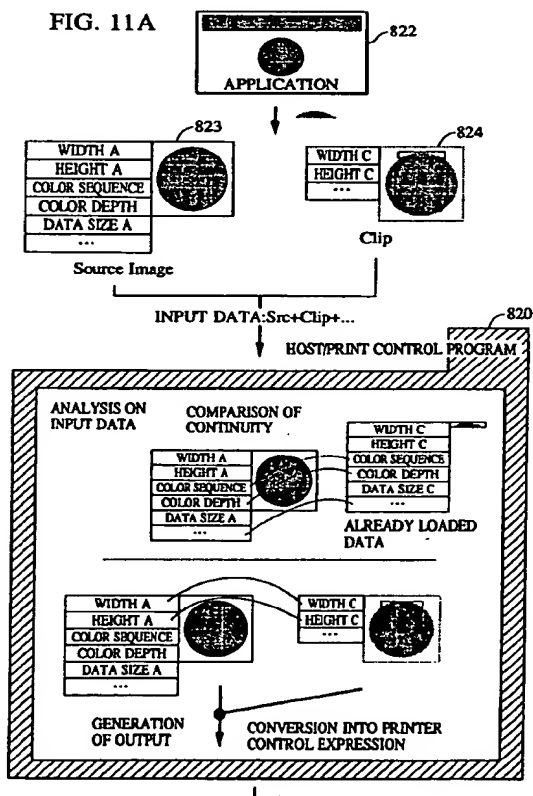 FIG. 11A
822
APPLICATION
823
WIDTH A
HEIGHT A
COLOR SEQUENCE
COLOR DEPTH
DATA SIZE A
...
Source Image
824
WIDTH C
HEIGHT C
...
Clip
INPUT DATA:Src+Clip+...
820
HOST/PRINT CONTROL PROGRAM
ANALYSIS ON
INPUT DATA
COMPARISON OF
CONTINUITY
WIDTH A
HEIGHT A
COLOR SEQUENCE
COLOR DEPTH
DATA SIZE A
...
WIDTH C
HEIGHT C
COLOR SEQUENCE
COLOR DEPTH
DATA SIZE C
...
ALREADY LOADED
DATA
WIDTH A
HEIGHT A
COLOR SEQUENCE
COLOR DEPTH
DATA SIZE A
...
WIDTH C
HEIGHT C
...
GENERATION
OF OUTPUT
CONVERSION INTO PRINTER
CONTROL EXPRESSION